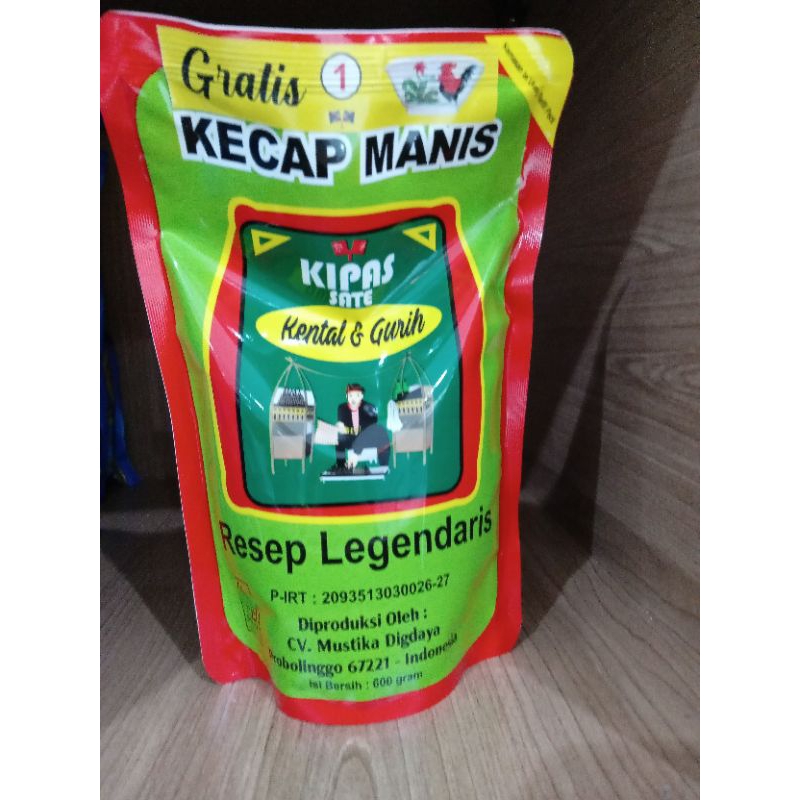 Gratis 1
KECAP MANIS
KIPAS
SATE
Kental & Gurih
Resep Legendaris
P-IRT : 2093513030026-27
Diproduksi Oleh :
CV. Mustika Digdaya
Probolinggo 67221 - Indonesia
Isi Bersih : 600 gram